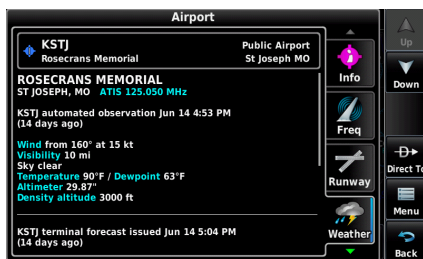 Airport
KSTJ
Rosecrans Memorial
Public Airport
St Joseph MO
ROSECRANS MEMORIAL
ST JOSEPH, MO ATIS 125.050 MHz
KSTJ automated observation Jun 14 4:53 PM
(14 days ago)
Wind from 160° at 15 kt
Visibility 10 mi
Sky clear
Temperature 90°F / Dewpoint 63°F
Altimeter 29.87"
Density altitude 3000 ft
KSTJ terminal forecast issued Jun 14 5:04 PM
(14 days ago)
Info
Freq
Runway
Weather
Up
Down
Direct To
Menu
Back